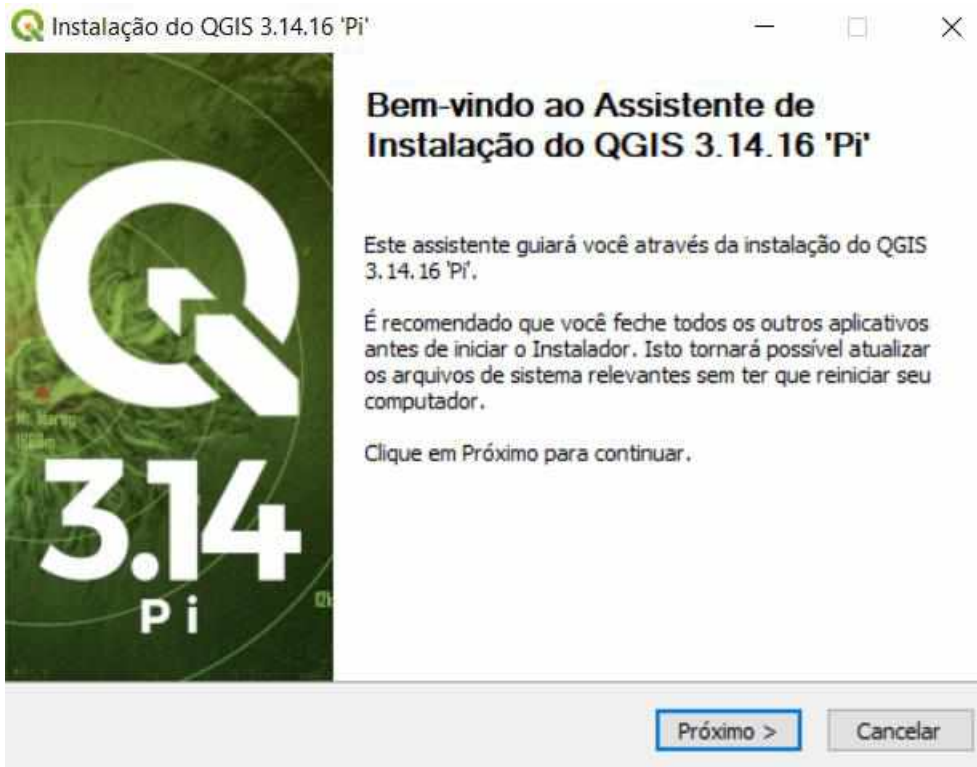 Instalação do QGIS 3.14.16 'Pi'
Bem-vindo ao Assistente de
Instalação do QGIS 3.14.16 'Pi'
Este assistente guiará você através da instalação do QGIS
3.14.16 'Pi'.
É recomendado que você feche todos os outros aplicativos
antes de iniciar o Instalador. Isto tornará possível atualizar
os arquivos de sistema relevantes sem ter que reiniciar seu
computador.
Clique em Próximo para continuar.
3.14
Pi
Próximo >
Cancelar